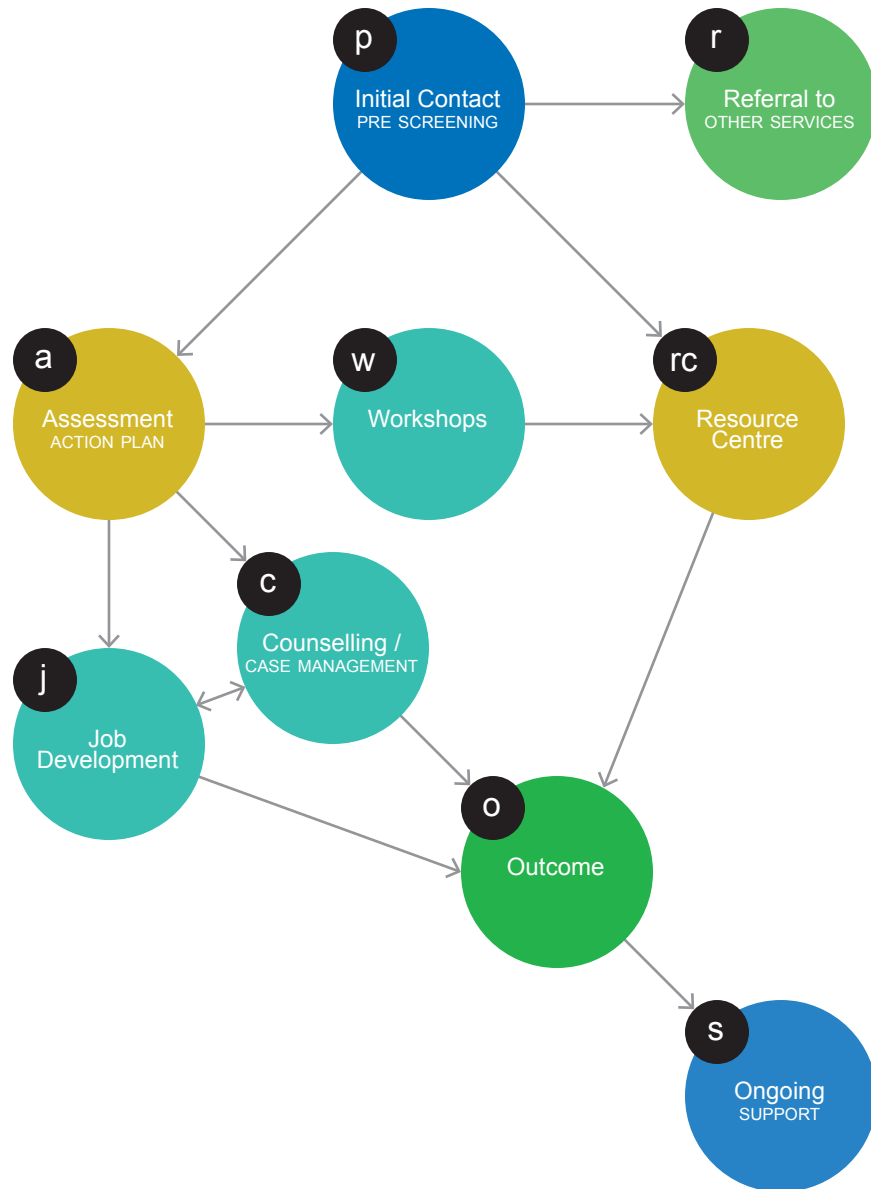 p
Initial Contact
PRE SCREENING
r
Referral to
OTHER SERVICES
a
Assessment
ACTION PLAN
w
Workshops
rc
Resource
Centre
c
Counselling /
CASE MANAGEMENT
j
Job
Development
o
Outcome
s
Ongoing
SUPPORT